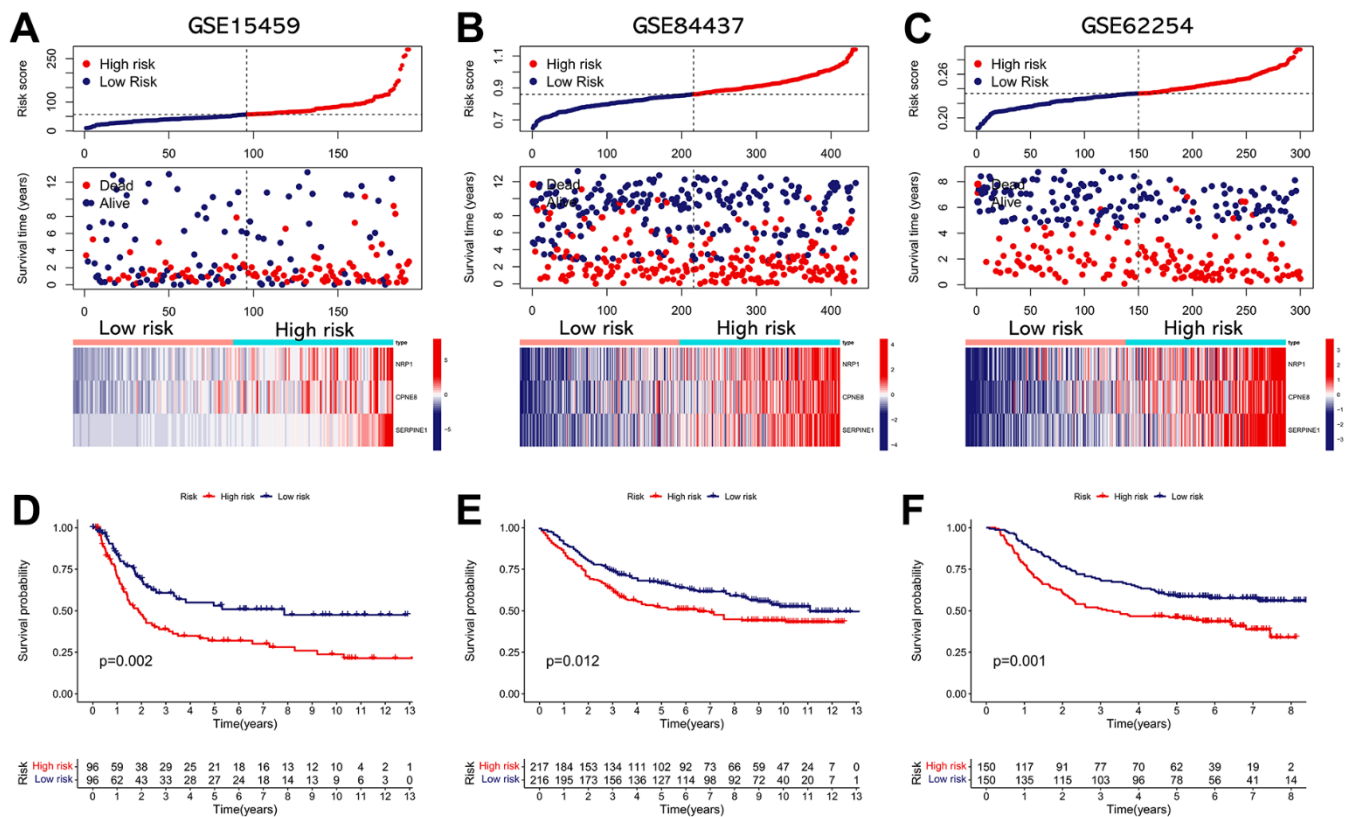 A
GSE15459
Risk score
250
100
0
High risk
Low Risk
0 50 100 150
Survival time (years)
12
10
8
6
4
2
0
Dead
Alive
0 50 100 150
Low risk
High risk
type
NRP1
CPNE8
SERPINE1
5
0
−5
B
GSE84437
Risk score
1.1
0.9
0.7
High risk
Low Risk
0 100 200 300 400
Survival time (years)
12
10
8
6
4
2
0
Dead
Alive
0 100 200 300 400
Low risk
High risk
type
NRP1
CPNE8
SERPINE1
4
2
0
−2
−4
C
GSE62254
Risk score
0.26
0.20
High risk
Low Risk
0 50 100 150 200 250 300
Survival time (years)
8
6
4
2
0
Dead
Alive
0 50 100 150 200 250 300
Low risk
High risk
type
NRP1
CPNE8
SERPINE1
3
2
1
0
−1
−2
−3
D
Risk High risk Low risk
Survival probability
1.00
0.75
0.50
0.25
0.00
p=0.002
0 1 2 3 4 5 6 7 8 9 10 11 12 13
Time(years)
Risk
High risk 96 59 38 29 25 21 18 16 13 12 10 4 2 1
Low risk 96 62 43 33 28 27 24 18 14 13 9 6 3 0
0 1 2 3 4 5 6 7 8 9 10 11 12 13
Time(years)
E
Risk High risk Low risk
Survival probability
1.00
0.75
0.50
0.25
0.00
p=0.012
0 1 2 3 4 5 6 7 8 9 10 11 12 13
Time(years)
Risk
High risk 217 184 153 134 111 102 92 73 66 59 47 24 7 0
Low risk 216 195 173 156 136 127 114 98 92 72 40 20 7 1
0 1 2 3 4 5 6 7 8 9 10 11 12 13
Time(years)
F
Risk High risk Low risk
Survival probability
1.00
0.75
0.50
0.25
0.00
p=0.001
0 1 2 3 4 5 6 7 8
Time(years)
Risk
High risk 150 117 91 77 70 62 39 19 2
Low risk 150 135 115 103 96 78 56 41 14
0 1 2 3 4 5 6 7 8
Time(years)